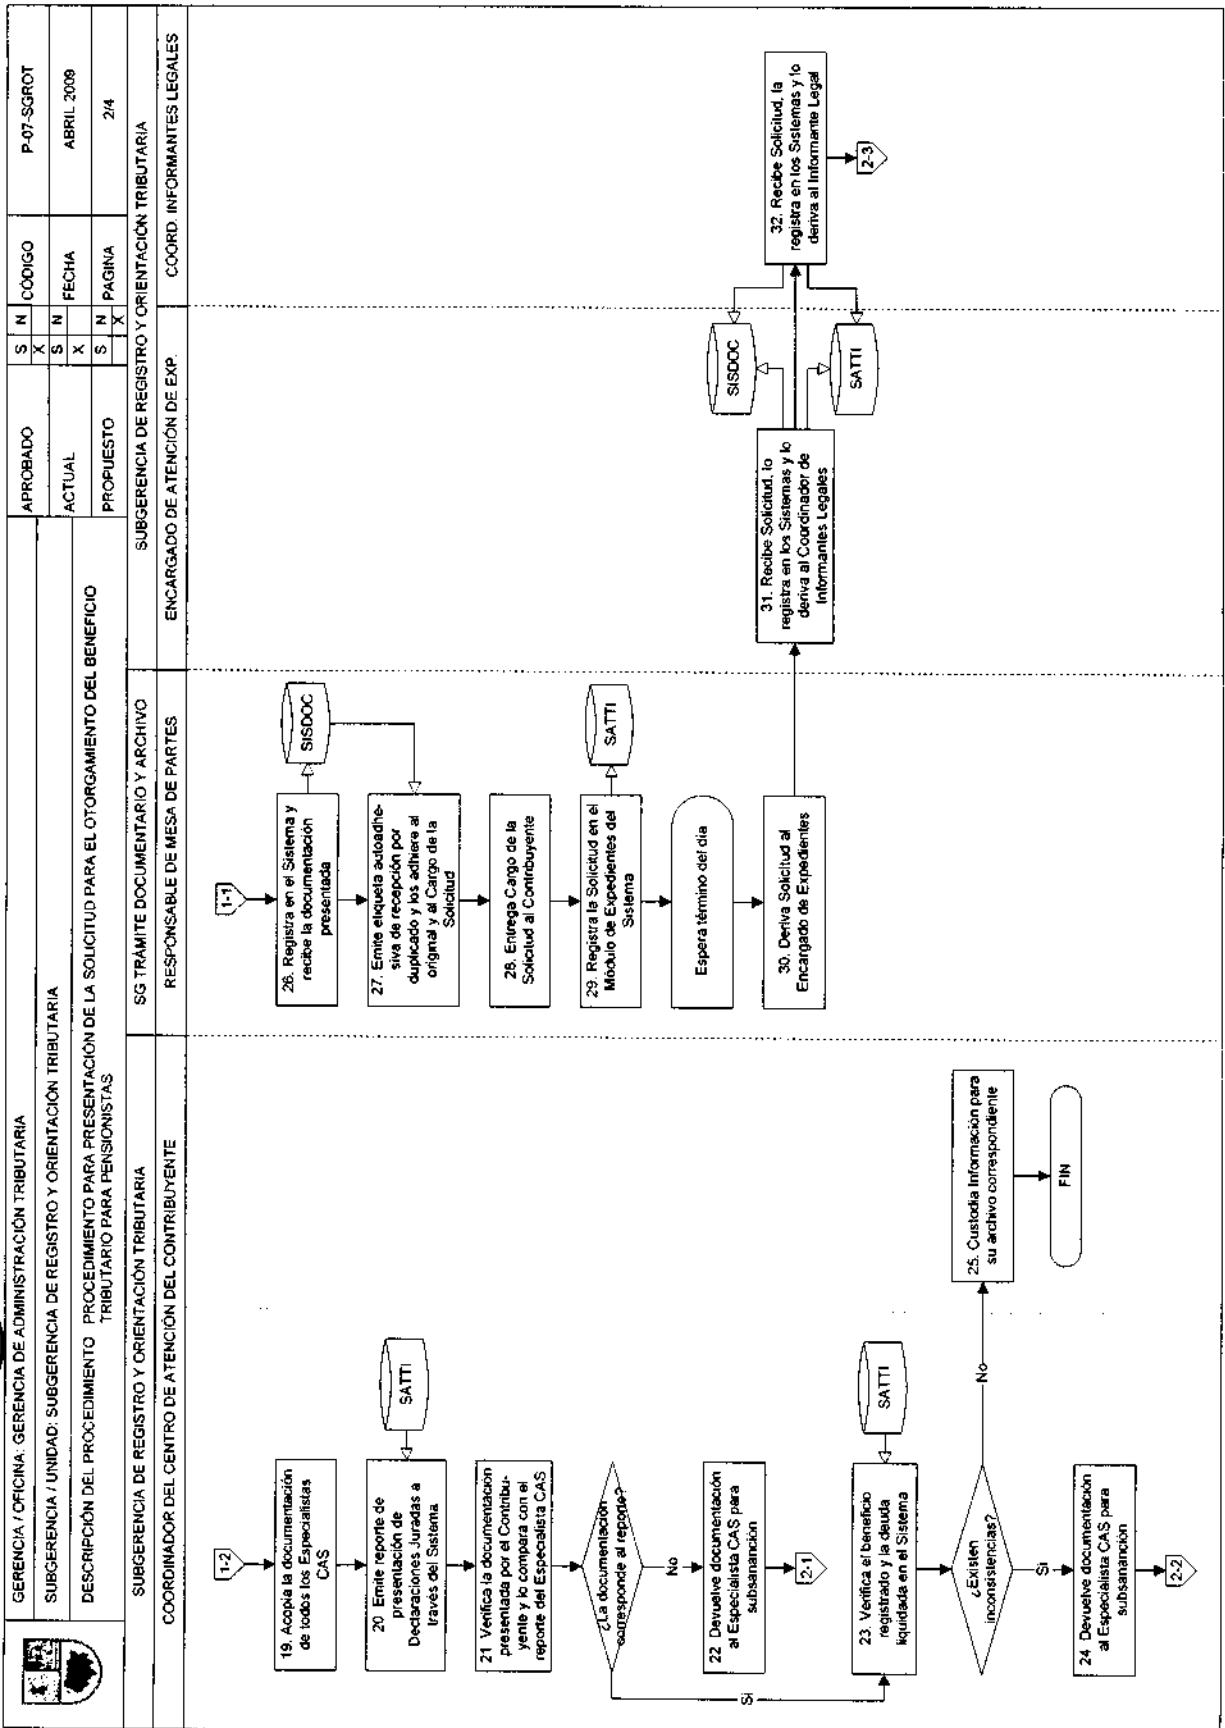 GERENCIA / OFICINA: GERENCIA DE ADMINISTRACIÓN TRIBUTARIA
APROBADO
S
N
X
CÓDIGO
P-07-SGROT
SUBGERENCIA / UNIDAD: SUBGERENCIA DE REGISTRO Y ORIENTACIÓN TRIBUTARIA
ACTUAL
S
N
X
FECHA
ABRIL 2009
DESCRIPCIÓN DEL PROCEDIMIENTO PROCEDIMIENTO PARA PRESENTACIÓN DE LA SOLICITUD PARA EL OTORGAMIENTO DEL BENEFICIO
TRIBUTARIO PARA PENSIONISTAS
PROPUESTO
S
N
X
PAGINA
2/4
SUBGERENCIA DE REGISTRO Y ORIENTACIÓN TRIBUTARIA
SG TRÁMITE DOCUMENTARIO Y ARCHIVO
SUBGERENCIA DE REGISTRO Y ORIENTACIÓN TRIBUTARIA
COORDINADOR DEL CENTRO DE ATENCIÓN DEL CONTRIBUYENTE
RESPONSABLE DE MESA DE PARTES
ENCARGADO DE ATENCIÓN DE EXP.
COORD. INFORMANTES LEGALES
1-2
19. Acopia la documentación
de todos los Especialistas
CAS
20 Emite reporte de
presentación de
Declaraciones Juradas a
través del Sistema
SATTI
21 Verifica la documentación
presentada por el Contribu-
yente y lo compara con el
reporte del Especialista CAS
¿La documentación
corresponde al reporte?
No
Si
22 Devuelve documentación
al Especialista CAS para
subsanación
2-1
23. Verifica el beneficio
registrado y la deuda
liquidada en el Sistema
SATTI
¿Existen
inconsistencias?
No
Si
24 Devuelve documentación
al Especialista CAS para
subsanación
2-2
25. Custodia Información para
su archivo correspondiente
FIN
1-1
26. Registra en el Sistema y
recibe la documentación
presentada
SISDOC
27. Emite etiqueta autoadhe-
siva de recepción por
duplicado y los adhiere al
original y al Cargo de la
Solicitud
28. Entrega Cargo de la
Solicitud al Contribuyente
29. Registra la Solicitud en el
Módulo de Expedientes del
Sistema
SATTI
Espera término del día
30. Deriva Solicitud al
Encargado de Expedientes
31. Recibe Solicitud, lo
registra en los Sistemas y lo
deriva al Coordinador de
Informantes Legales
SISDOC
SATTI
32. Recibe Solicitud, la
registra en los Sistemas y lo
deriva al Informante Legal
2-3